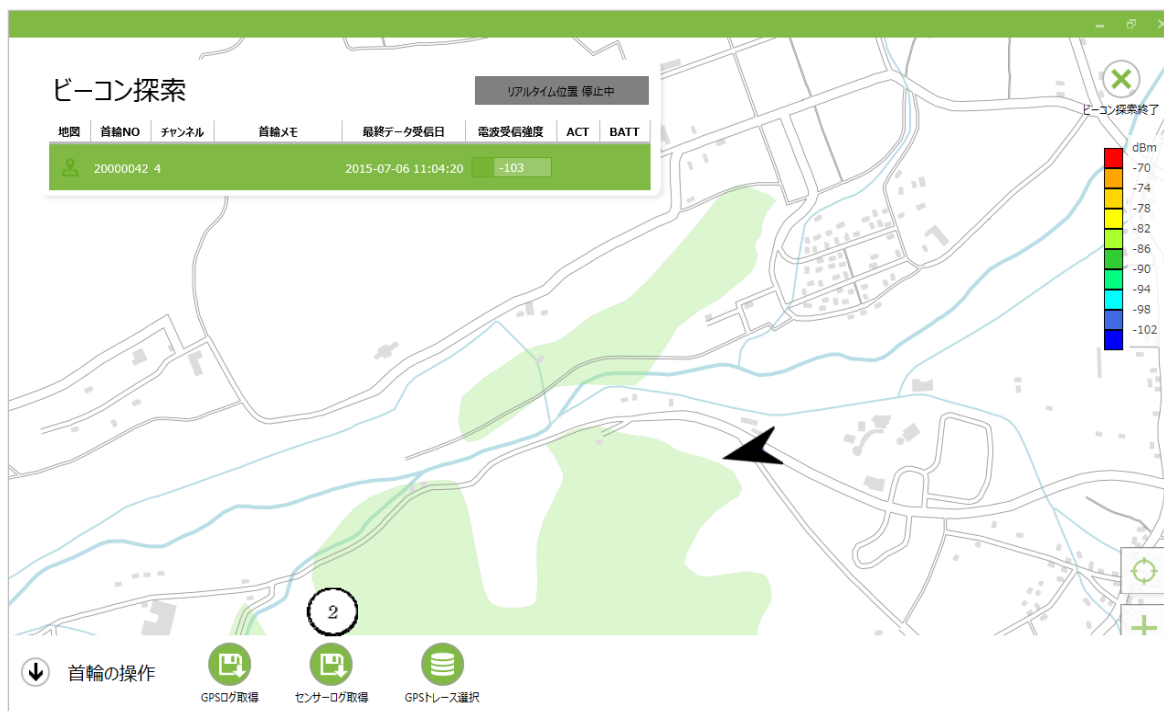 ビーコン探索
リアルタイム位置 停止中
地図 首輪NO チャンネル 首輪メモ 最終データ受信日 電波受信強度 ACT BATT
20000042 4 2015-07-06 11:04:20 -103
ビーコン探索終了
dBm
-70
-74
-78
-82
-86
-90
-94
-98
-102
2
首輪の操作
GPSログ取得
センサーログ取得
GPSトレース選択